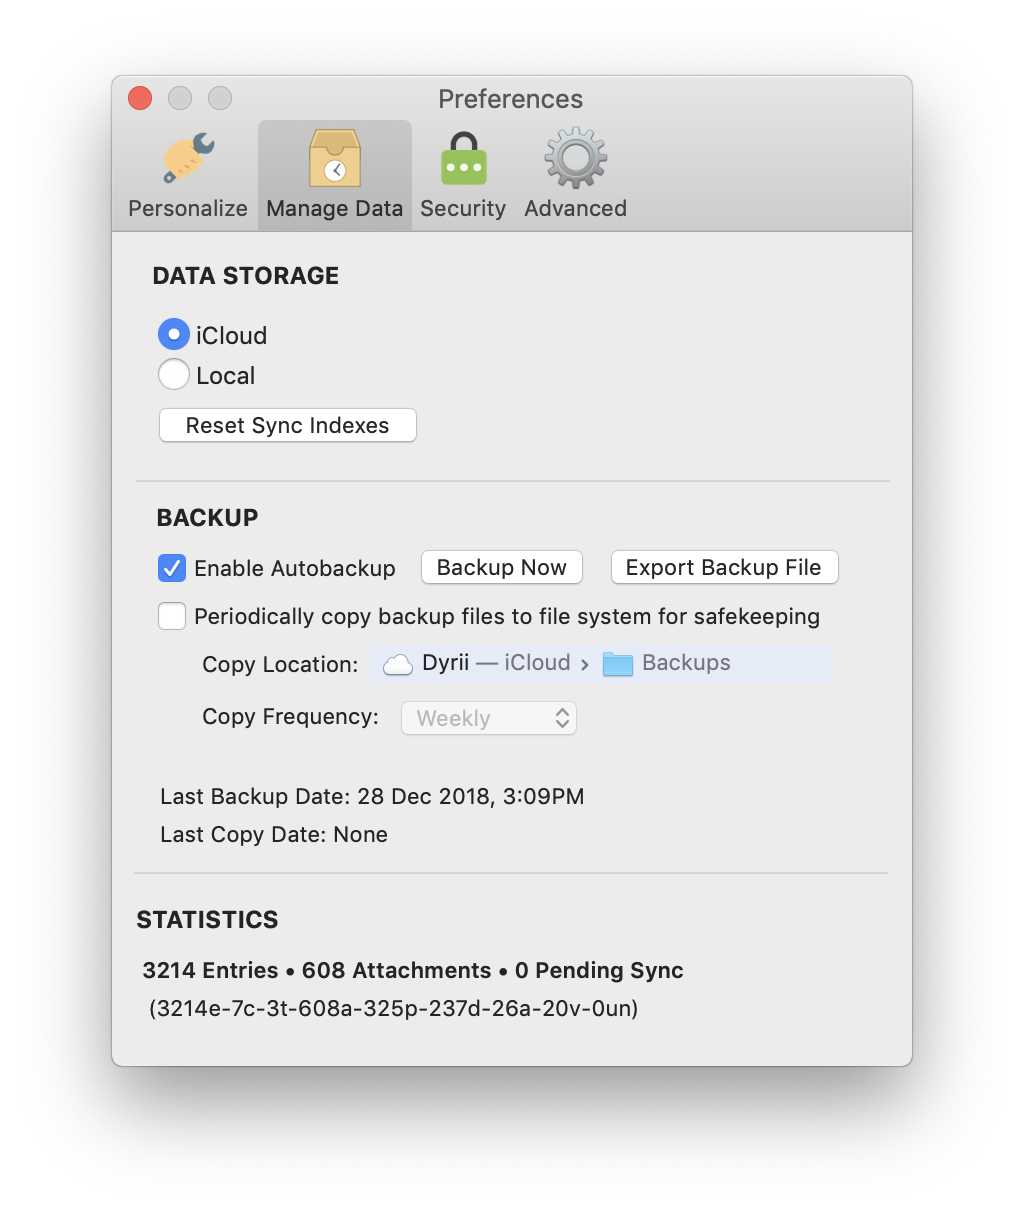 Preferences
Personalize Manage Data Security Advanced
DATA STORAGE
iCloud
Local
Reset Sync Indexes
BACKUP
Enable Autobackup Backup Now Export Backup File
Periodically copy backup files to file system for safekeeping
Copy Location: Dyrii — iCloud › Backups
Copy Frequency: Weekly
Last Backup Date: 28 Dec 2018, 3:09PM
Last Copy Date: None
STATISTICS
3214 Entries • 608 Attachments • 0 Pending Sync
(3214e-7c-3t-608a-325p-237d-26a-20v-0un)